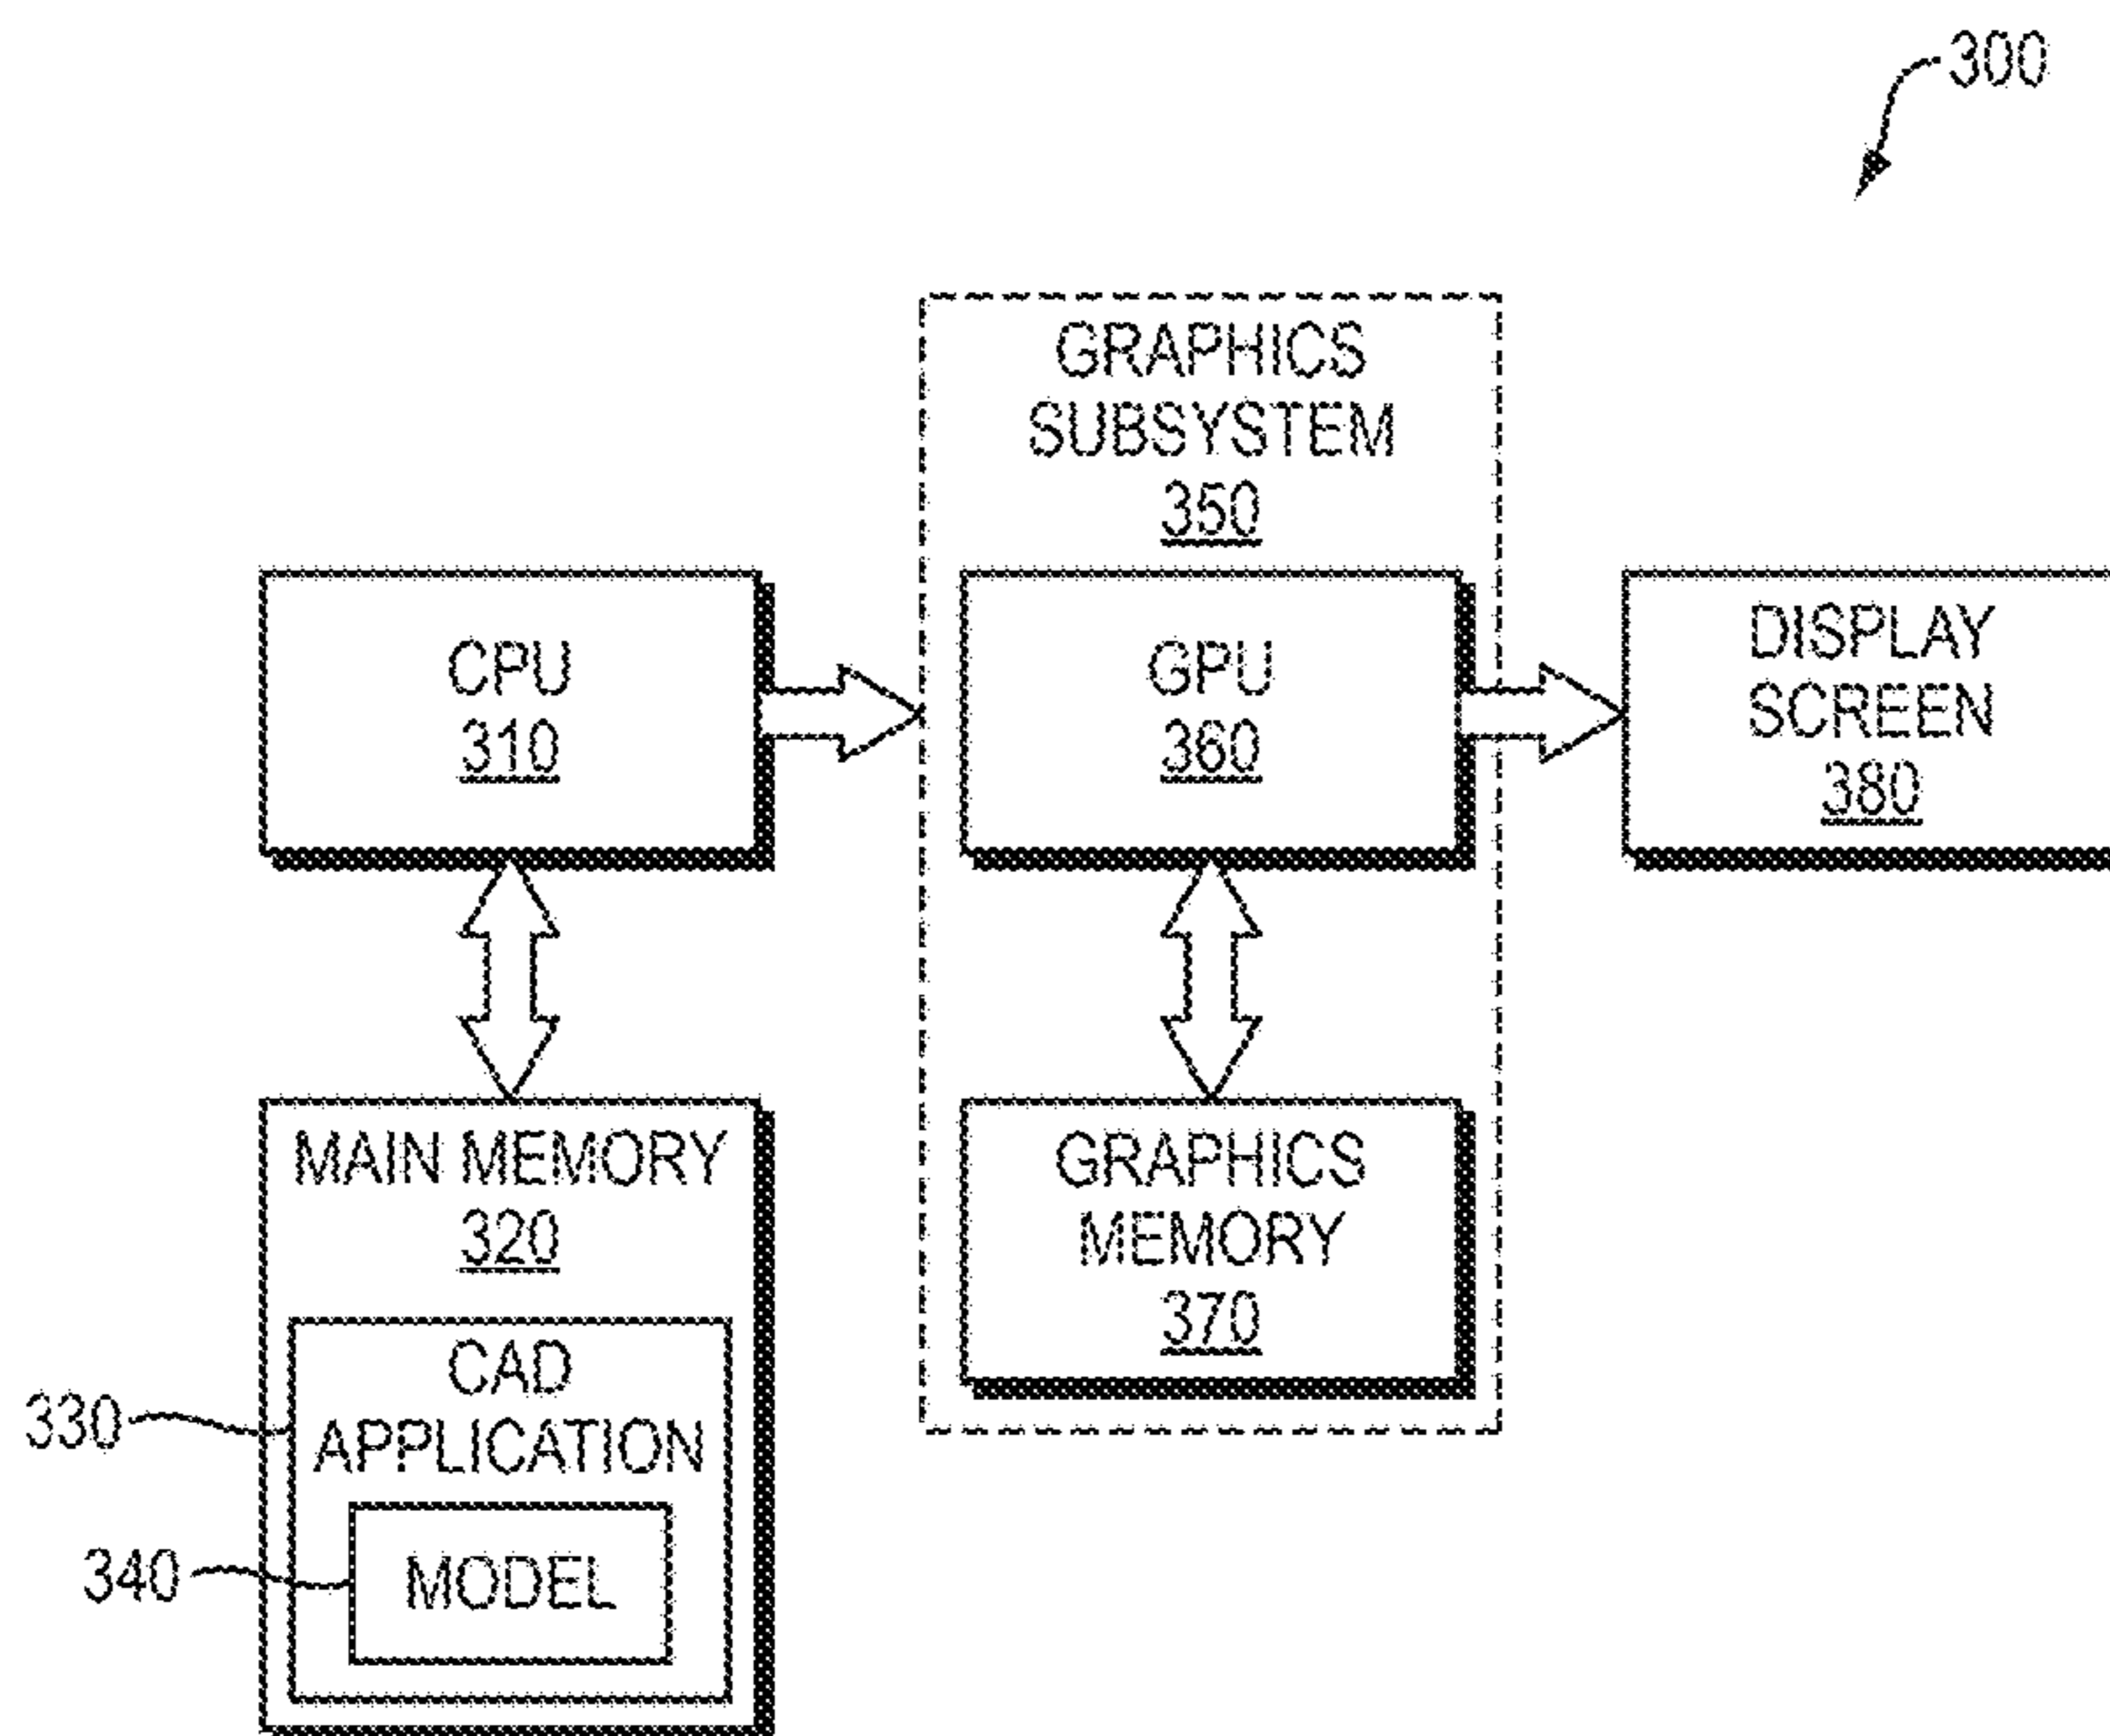 300
GRAPHICS
SUBSYSTEM
350
CPU
310
GPU
360
DISPLAY
SCREEN
380
MAIN MEMORY
320
GRAPHICS
MEMORY
370
330
CAD
APPLICATION
340
MODEL